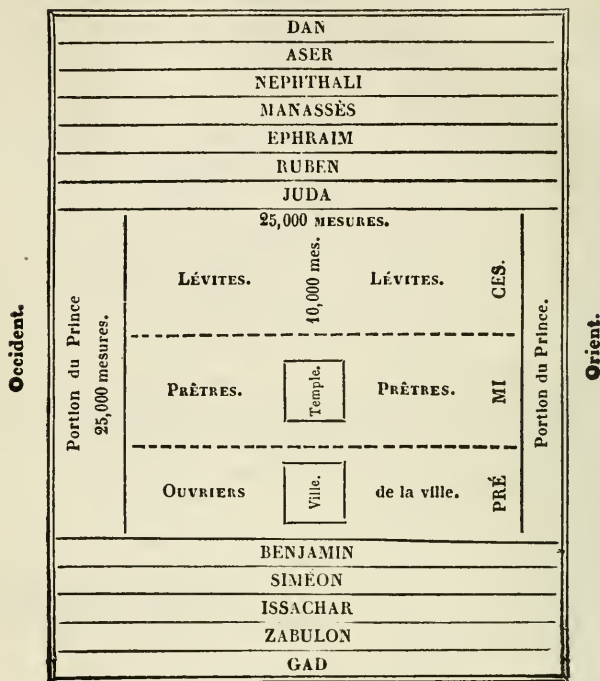 DAN
ASER
NEPHTHALI
MANASSÈS
EPHRAIM
RUBEN
JUDA
25,000 MESURES.
Occident.
Portion du Prince
25,000 mesures.
LÉVITES.
10,000 mes.
LÉVITES.
CES.
PRÊTRES.
Temple.
PRÊTRES.
MI
OUVRIERS
Ville.
de la ville.
PRÉ
Portion du Prince.
Orient.
BENJAMIN
SIMÉON
ISSACHAR
ZABULON
GAD